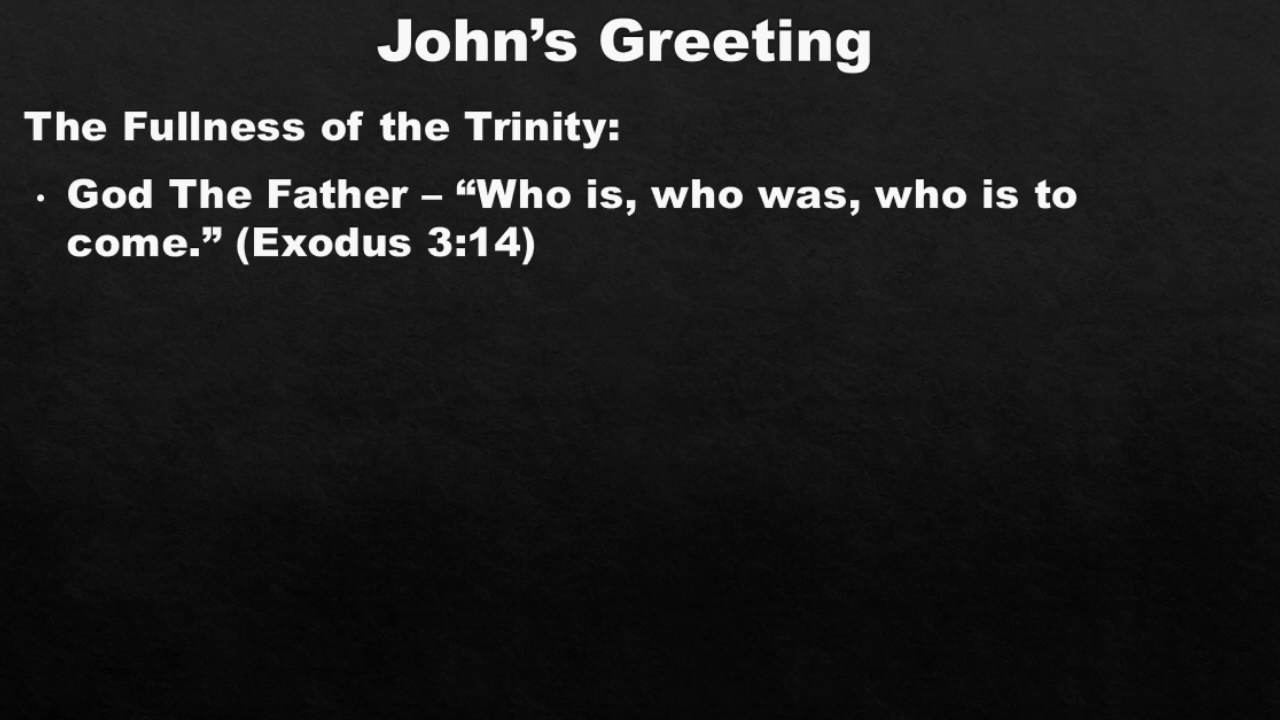 John’s Greeting
The Fullness of the Trinity:
• God The Father – “Who is, who was, who is to
come.” (Exodus 3:14)